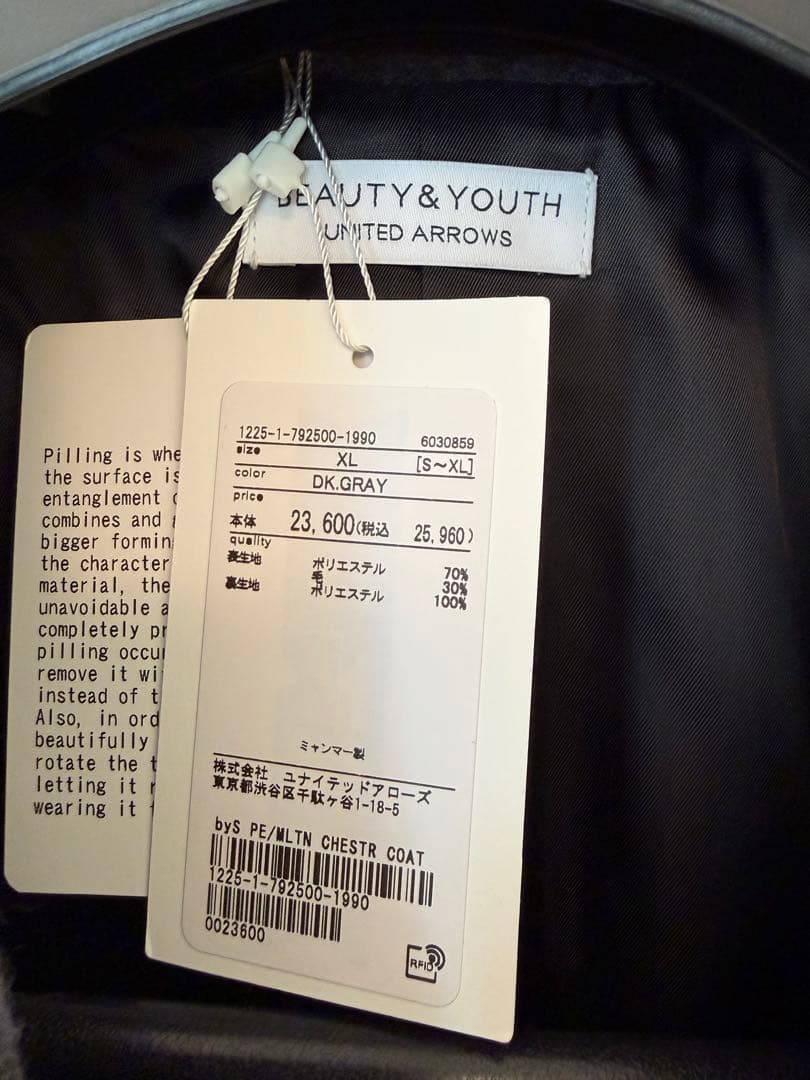 BEAUTY&YOUTH
UNITED ARROWS
Pilling is whe
the surface is
entanglement
combines and
bigger formin
the character
material, the
unavoidable a
completely pr
pilling occur
remove it wi
instead of t
Also, in ord
beautifully
rotate the t
letting it
wearing it
1225-1-792500-1990 6030859
size XL [S~XL]
color DK.GRAY
price
本体 23,600(税込 25,960)
quality
表生地 ポリエステル 70%
毛 30%
裏生地 ポリエステル 100%
ミャンマー製
株式会社 ユナイテッドアローズ
東京都渋谷区千駄ヶ谷1-18-5
byS PE/MLTN CHESTR COAT
1225-1-792500-1990
0023600
RFID